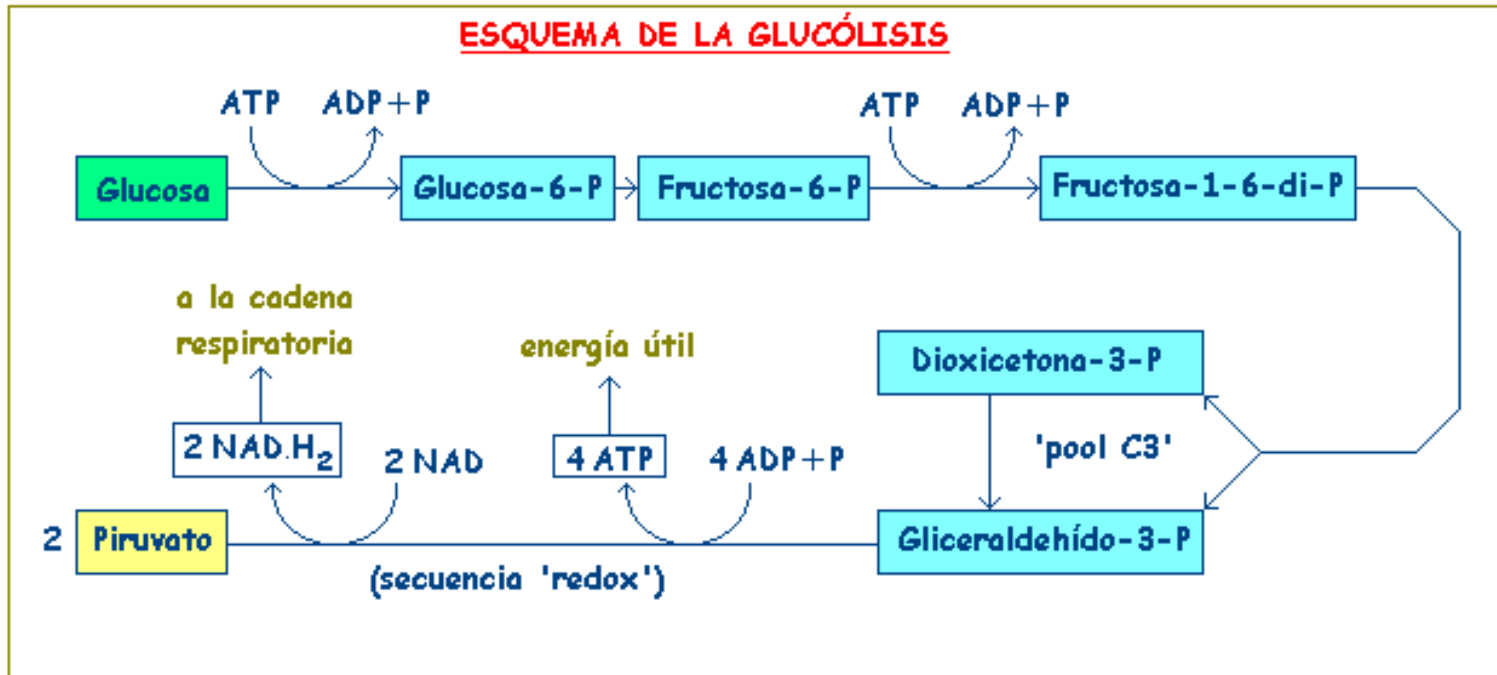 ESQUEMA DE LA GLUCÓLISIS
ATP ADP+P ATP ADP+P
Glucosa Glucosa-6-P Fructosa-6-P Fructosa-1-6-di-P
a la cadena
respiratoria
energía útil
Dioxicetona-3-P
2 NAD.H₂ 2 NAD 4 ATP 4 ADP+P 'pool C3'
2 Piruvato Gliceraldehído-3-P
(secuencia 'redox')